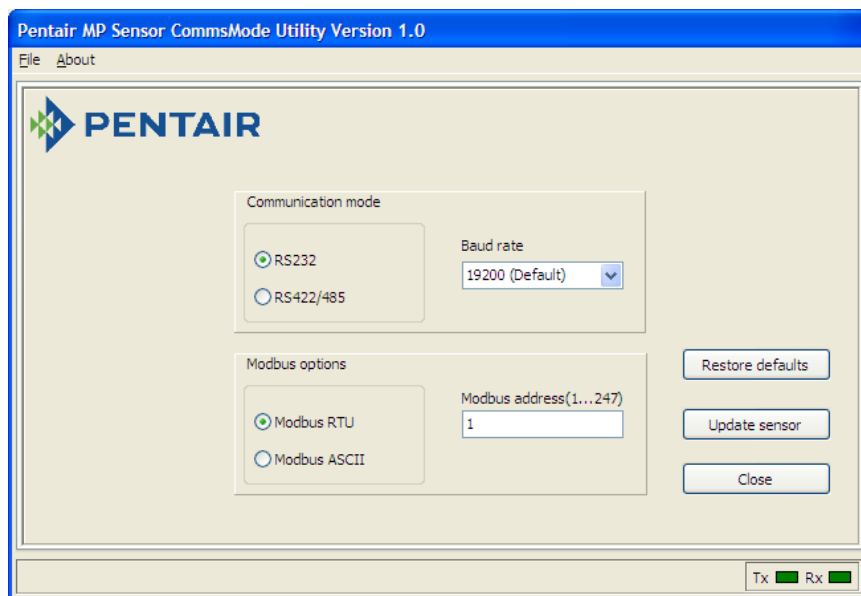 Pentair MP Sensor CommsMode Utility Version 1.0
File About
PENTAIR
Communication mode
RS232
RS422/485
Baud rate
19200 (Default)
Modbus options
Modbus RTU
Modbus ASCII
Modbus address(1...247)
1
Restore defaults
Update sensor
Close
Tx Rx